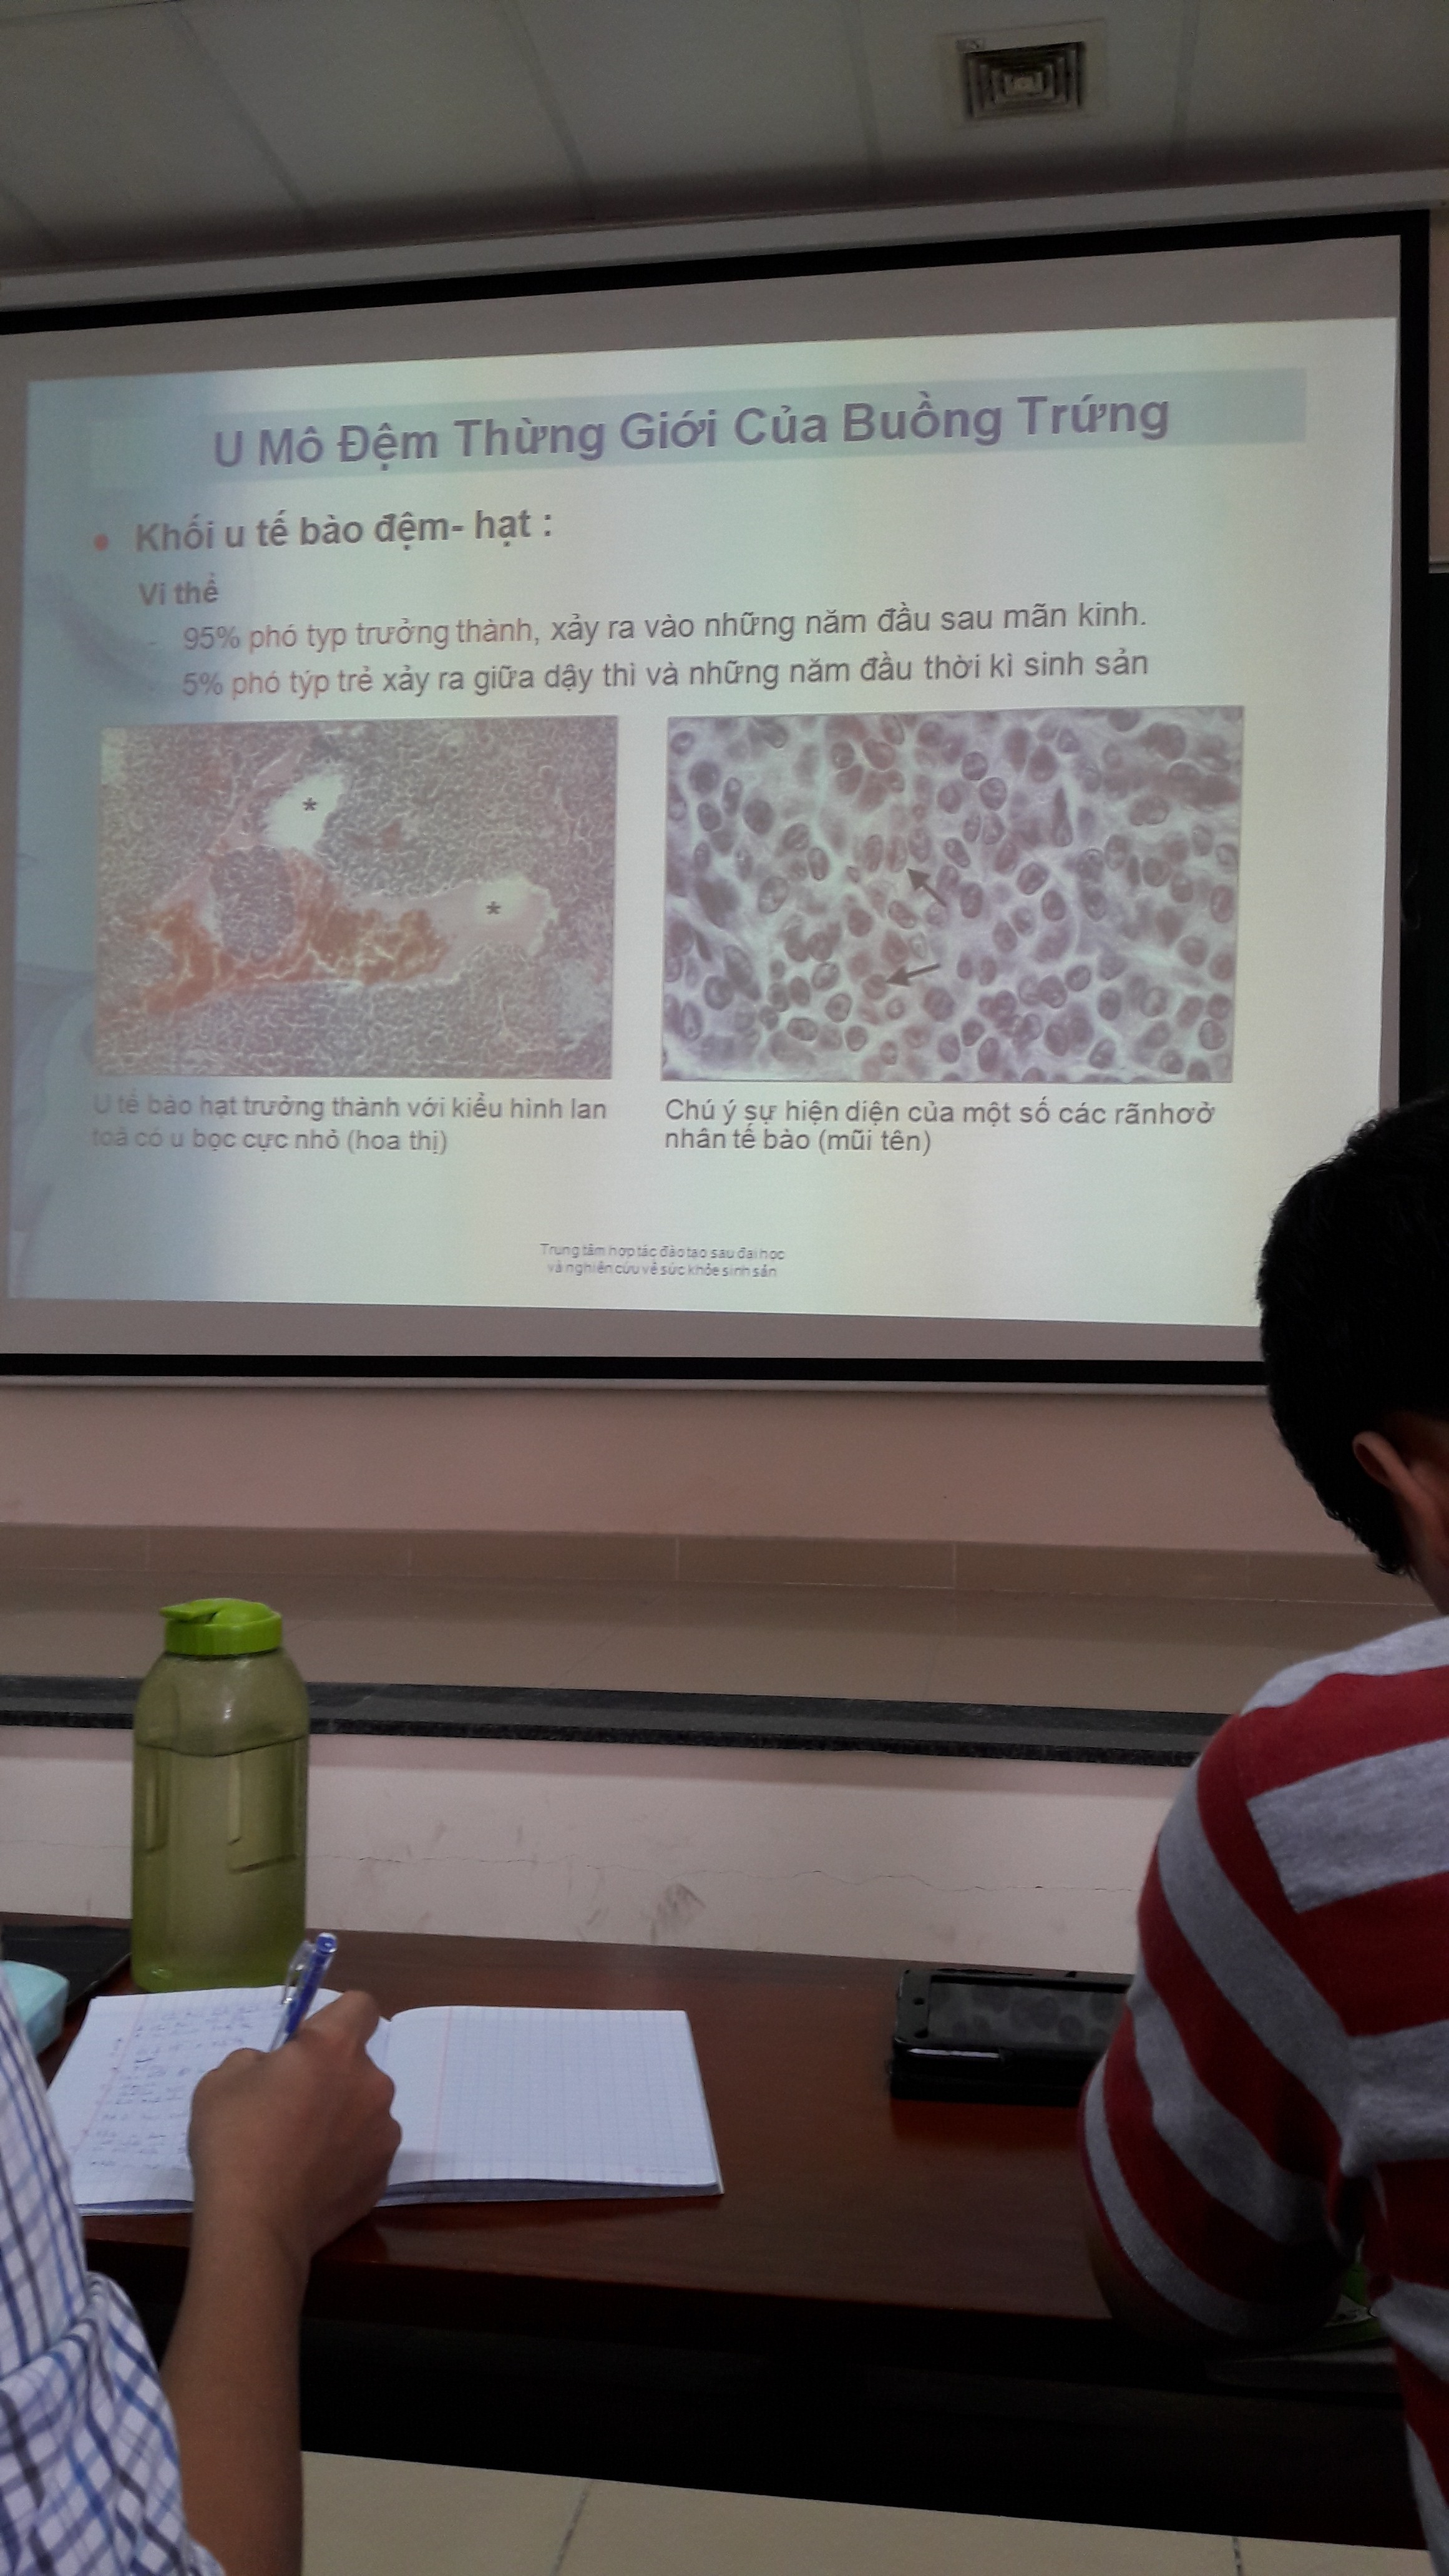 U Mô Đệm Thừng Giới Của Buồng Trứng
Khối u tế bào đệm- hạt :
Vi thể
- 95% phó typ trưởng thành, xảy ra vào những năm đầu sau mãn kinh.
- 5% phó týp trẻ xảy ra giữa dậy thì và những năm đầu thời kì sinh sản
*
*
U tế bào hạt trưởng thành với kiểu hình lan
toả có u bọc cực nhỏ (hoa thị)
Chú ý sự hiện diện của một số các rãnhơở
nhân tế bào (mũi tên)
Trung tâm hợp tác đào tạo sau đại học
và nghiên cứu về sức khỏe sinh sản